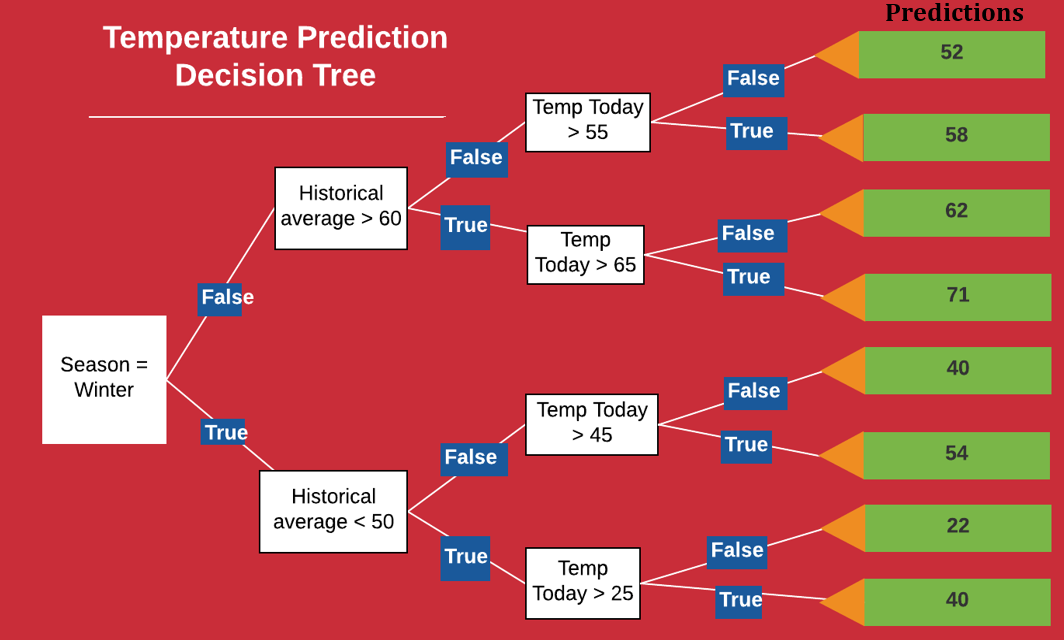 Predictions
Temperature Prediction
Decision Tree
Season =
Winter
False
True
Historical
average > 60
Historical
average < 50
False
True
False
True
Temp Today
> 55
Temp
Today > 65
Temp Today
> 45
Temp
Today > 25
False
True
False
True
False
True
False
True
52
58
62
71
40
54
22
40